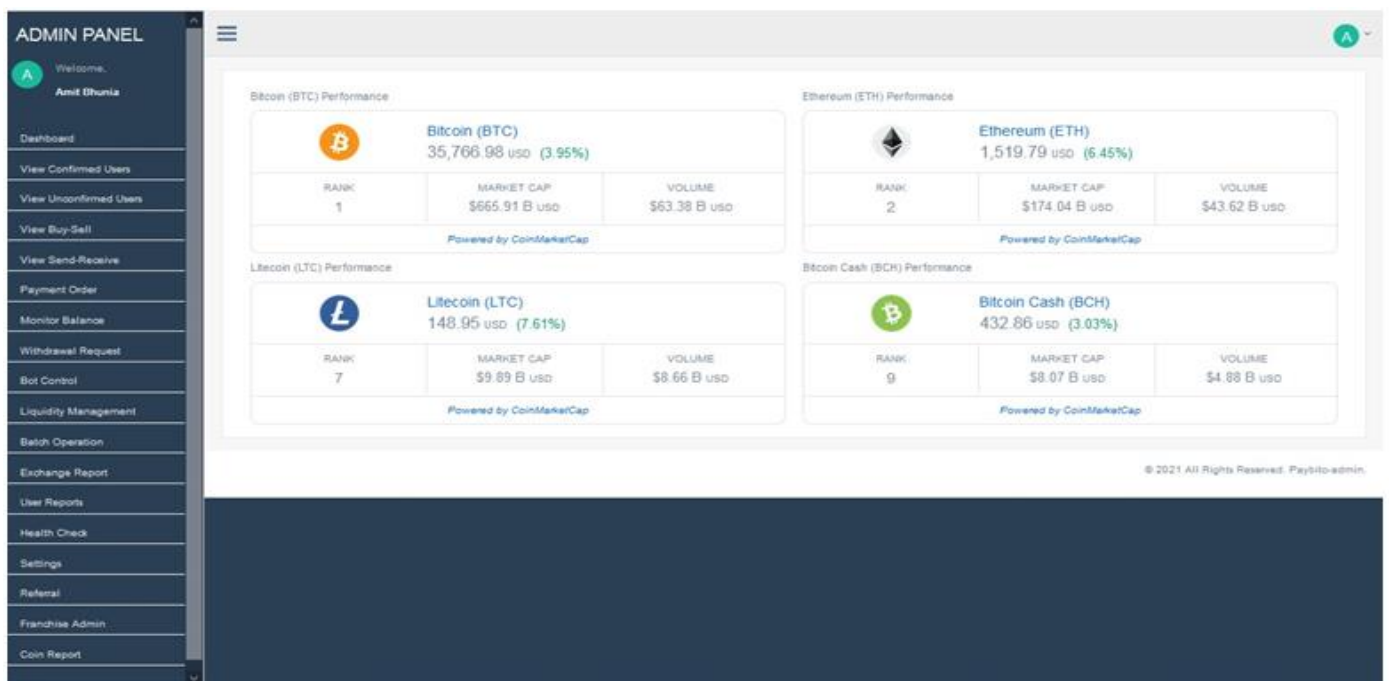 ADMIN PANEL
A
Welcome,
Amit Bhunia
Dashboard
View Confirmed Users
View Unconfirmed Users
View Buy-Sell
View Send-Receive
Payment Order
Monitor Balance
Withdrawal Request
Bot Control
Liquidity Management
Batch Operation
Exchange Report
User Reports
Health Check
Settings
Referral
Franchise Admin
Coin Report
A
Bitcoin (BTC) Performance
Bitcoin (BTC)
35,766.98 USD (3.95%)
RANK MARKET CAP VOLUME
1 $665.91 B USD $63.38 B USD
Powered by CoinMarketCap
Ethereum (ETH) Performance
Ethereum (ETH)
1,519.79 USD (6.45%)
RANK MARKET CAP VOLUME
2 $174.04 B USD $43.62 B USD
Powered by CoinMarketCap
Litecoin (LTC) Performance
Litecoin (LTC)
148.95 USD (7.61%)
RANK MARKET CAP VOLUME
7 $9.89 B USD $8.66 B USD
Powered by CoinMarketCap
Bitcoin Cash (BCH) Performance
Bitcoin Cash (BCH)
432.86 USD (3.03%)
RANK MARKET CAP VOLUME
9 $8.07 B USD $4.88 B USD
Powered by CoinMarketCap
© 2021 All Rights Reserved. Paybito-admin.